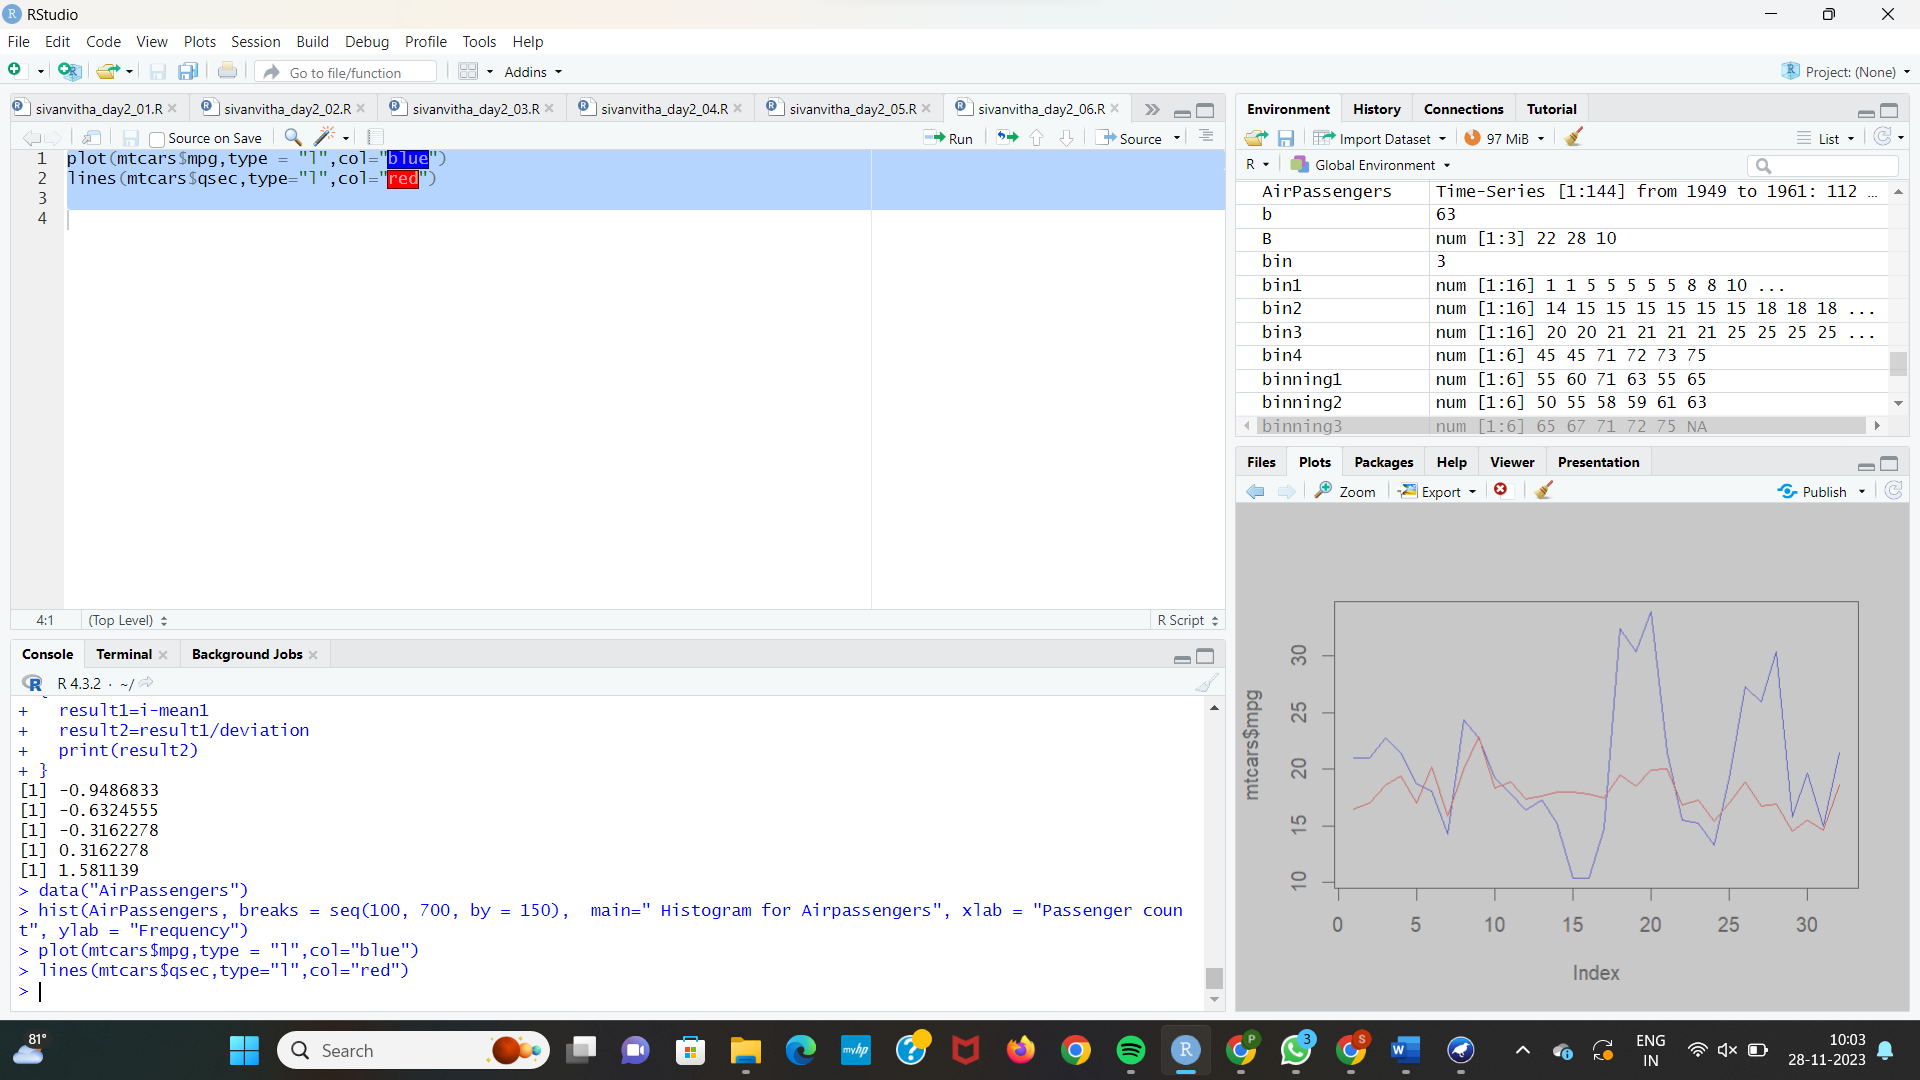 RStudio
File Edit Code View Plots Session Build Debug Profile Tools Help
Go to file/function Addins Project: (None)
sivanvitha_day2_01.R sivanvitha_day2_02.R sivanvitha_day2_03.R sivanvitha_day2_04.R sivanvitha_day2_05.R sivanvitha_day2_06.R
Source on Save Run Source
1 plot(mtcars$mpg,type = "l",col="blue")
2 lines(mtcars$qsec,type="l",col="red")
3
4
4:1 (Top Level) R Script
Console Terminal Background Jobs
R 4.3.2 · ~/
+ result1=i-mean1
+ result2=result1/deviation
+ print(result2)
+ }
[1] -0.9486833
[1] -0.6324555
[1] -0.3162278
[1] 0.3162278
[1] 1.581139
> data("AirPassengers")
> hist(AirPassengers, breaks = seq(100, 700, by = 150), main=" Histogram for Airpassengers", xlab = "Passenger coun
t", ylab = "Frequency")
> plot(mtcars$mpg,type = "l",col="blue")
> lines(mtcars$qsec,type="l",col="red")
>
Environment History Connections Tutorial
Import Dataset 97 MiB List
R Global Environment
AirPassengers Time-Series [1:144] from 1949 to 1961: 112 …
b 63
B num [1:3] 22 28 10
bin 3
bin1 num [1:16] 1 1 5 5 5 5 5 8 8 10 ...
bin2 num [1:16] 14 15 15 15 15 15 15 18 18 18 ...
bin3 num [1:16] 20 20 21 21 21 21 25 25 25 25 ...
bin4 num [1:6] 45 45 71 72 73 75
binning1 num [1:6] 55 60 71 63 55 65
binning2 num [1:6] 50 55 58 59 61 63
binning3 num [1:6] 65 67 71 72 75 NA
Files Plots Packages Help Viewer Presentation
Zoom Export Publish
mtcars$mpg
30
25
20
15
10
0 5 10 15 20 25 30
Index
81°
Search
myhp
P
3
S
W
R
ENG
IN
10:03
28-11-2023